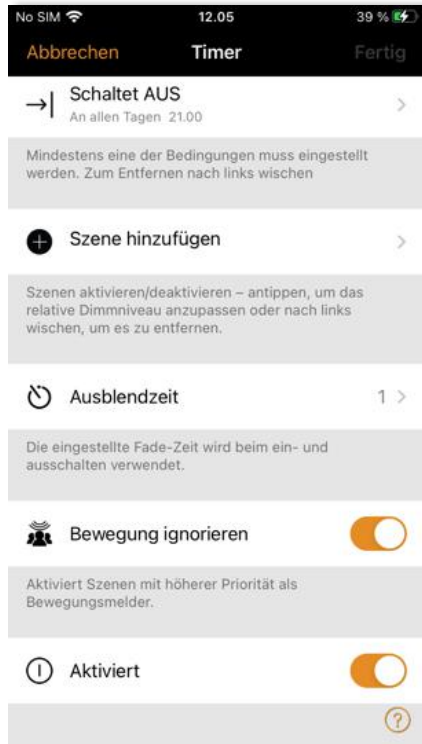 No SIM 12.05 39 %
Abbrechen Timer Fertig
Schaltet AUS
An allen Tagen 21.00
Mindestens eine der Bedingungen muss eingestellt
werden. Zum Entfernen nach links wischen
Szene hinzufügen
Szenen aktivieren/deaktivieren – antippen, um das
relative Dimmniveau anzupassen oder nach links
wischen, um es zu entfernen.
Ausblendzeit 1
Die eingestellte Fade-Zeit wird beim ein- und
ausschalten verwendet.
Bewegung ignorieren
Aktiviert Szenen mit höherer Priorität als
Bewegungsmelder.
Aktiviert
?